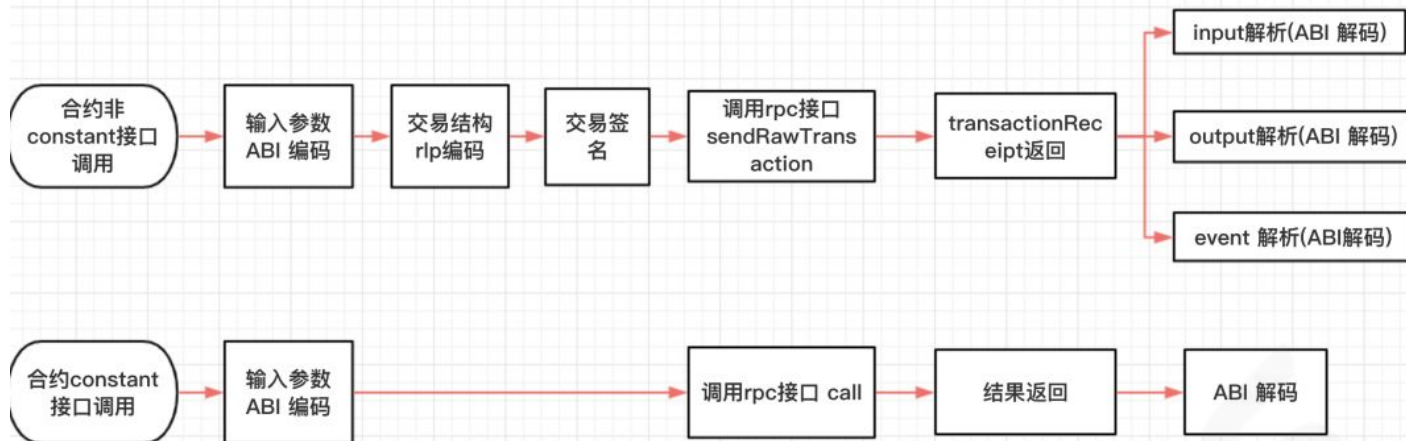 input解析(ABI 解码)
合约非
constant接口
调用
输入参数
ABI 编码
交易结构
rlp编码
交易签
名
调用rpc接口
sendRawTrans
action
transactionRec
eipt返回
output解析(ABI 解码)
event 解析(ABI解码)
合约constant
接口调用
输入参数
ABI 编码
调用rpc接口 call
结果返回
ABI 解码